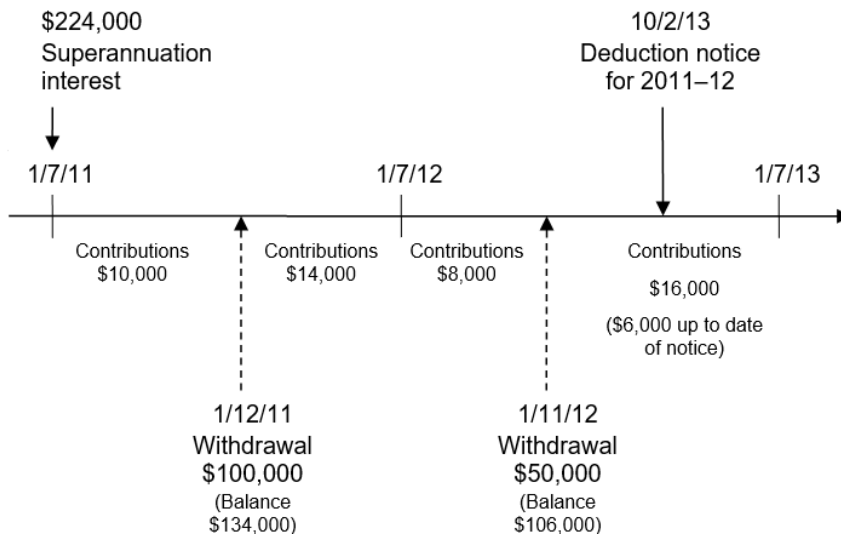 $224,000
Superannuation
interest
10/2/13
Deduction notice
for 2011–12
1/7/11
1/7/12
1/7/13
Contributions
$10,000
Contributions
$14,000
Contributions
$8,000
Contributions
$16,000
($6,000 up to date
of notice)
1/12/11
Withdrawal
$100,000
(Balance
$134,000)
1/11/12
Withdrawal
$50,000
(Balance
$106,000)